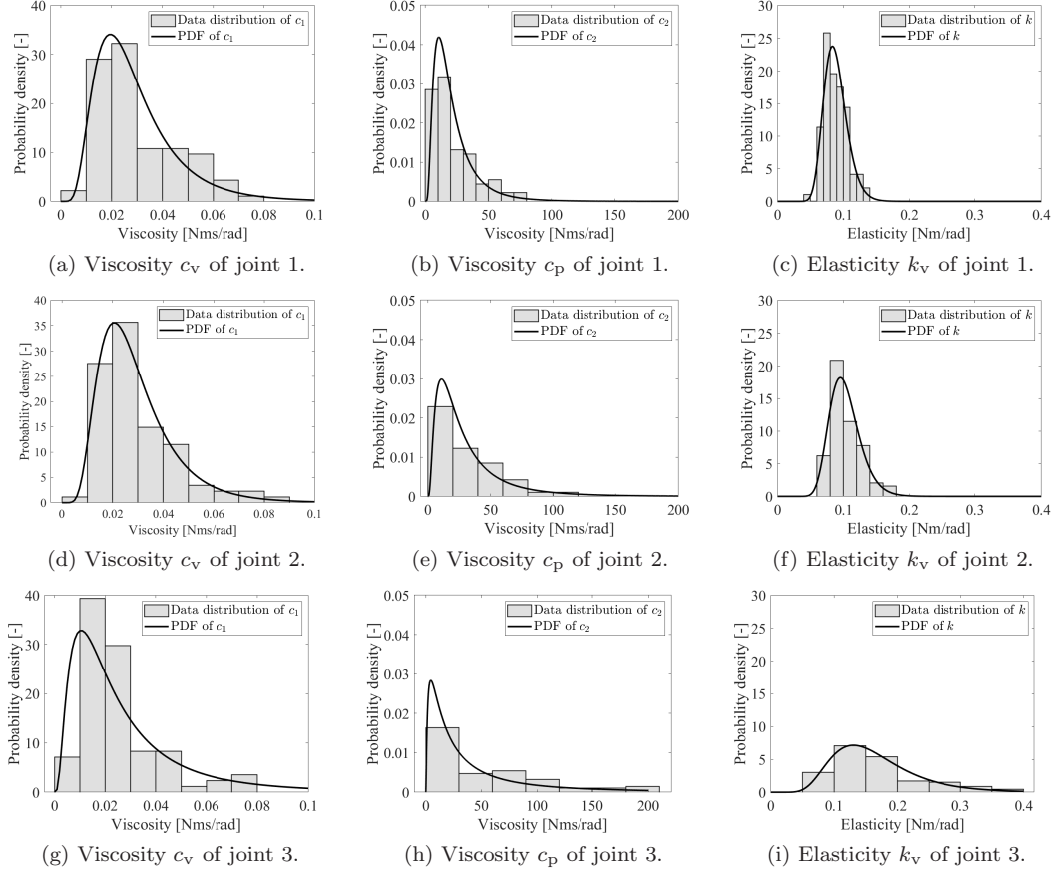 Probability density [-]
40
30
20
10
0
0
0.02
0.04
0.06
0.08
0.1
Viscosity [Nms/rad]
Data distribution of c₁
PDF of c₁
(a) Viscosity cᵥ of joint 1.
Probability density [-]
0.05
0.04
0.03
0.02
0.01
0
0
50
100
150
200
Viscosity [Nms/rad]
Data distribution of c₂
PDF of c₂
(b) Viscosity cₚ of joint 1.
Probability density [-]
30
25
20
15
10
5
0
0
0.1
0.2
0.3
0.4
Elasticity [Nm/rad]
Data distribution of k
PDF of k
(c) Elasticity kᵥ of joint 1.
Probability density [-]
40
35
30
25
20
15
10
5
0
0
0.02
0.04
0.06
0.08
0.1
Viscosity [Nms/rad]
Data distribution of c₁
PDF of c₁
(d) Viscosity cᵥ of joint 2.
Probability density [-]
0.05
0.04
0.03
0.02
0.01
0
0
50
100
150
200
Viscosity [Nms/rad]
Data distribution of c₂
PDF of c₂
(e) Viscosity cₚ of joint 2.
Probability density [-]
30
25
20
15
10
5
0
0
0.1
0.2
0.3
0.4
Elasticity [Nm/rad]
Data distribution of k
PDF of k
(f) Elasticity kᵥ of joint 2.
Probability density [-]
40
30
20
10
0
0
0.02
0.04
0.06
0.08
0.1
Viscosity [Nms/rad]
Data distribution of c₁
PDF of c₁
(g) Viscosity cᵥ of joint 3.
Probability density [-]
0.05
0.04
0.03
0.02
0.01
0
0
50
100
150
200
Viscosity [Nms/rad]
Data distribution of c₂
PDF of c₂
(h) Viscosity cₚ of joint 3.
Probability density [-]
30
25
20
15
10
5
0
0
0.1
0.2
0.3
0.4
Elasticity [Nm/rad]
Data distribution of k
PDF of k
(i) Elasticity kᵥ of joint 3.